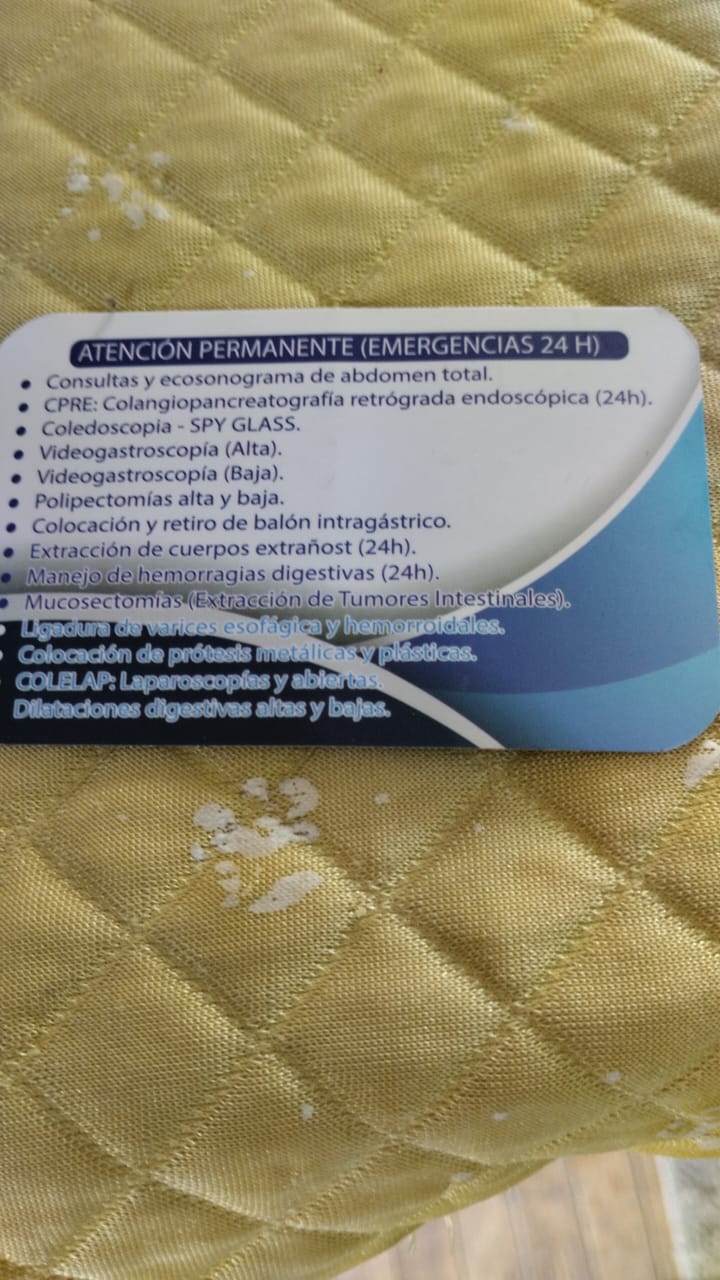 ATENCIÓN PERMANENTE (EMERGENCIAS 24 H)
• Consultas y ecosonograma de abdomen total.
• CPRE: Colangiopancreatografía retrógrada endoscópica (24h).
• Coledoscopia - SPY GLASS.
• Videogastroscopía (Alta).
• Videogastroscopía (Baja).
• Polipectomías alta y baja.
• Colocación y retiro de balón intragástrico.
• Extracción de cuerpos extrañost (24h).
• Manejo de hemorragias digestivas (24h).
• Mucosectomías (Extracción de Tumores Intestinales).
• Ligadura de varices esofágica y hemorroidales.
• Colocación de prótesis metálicas y plásticas.
• COLELAP: Laparoscopías y abiertas.
Dilataciones digestivas altas y bajas.